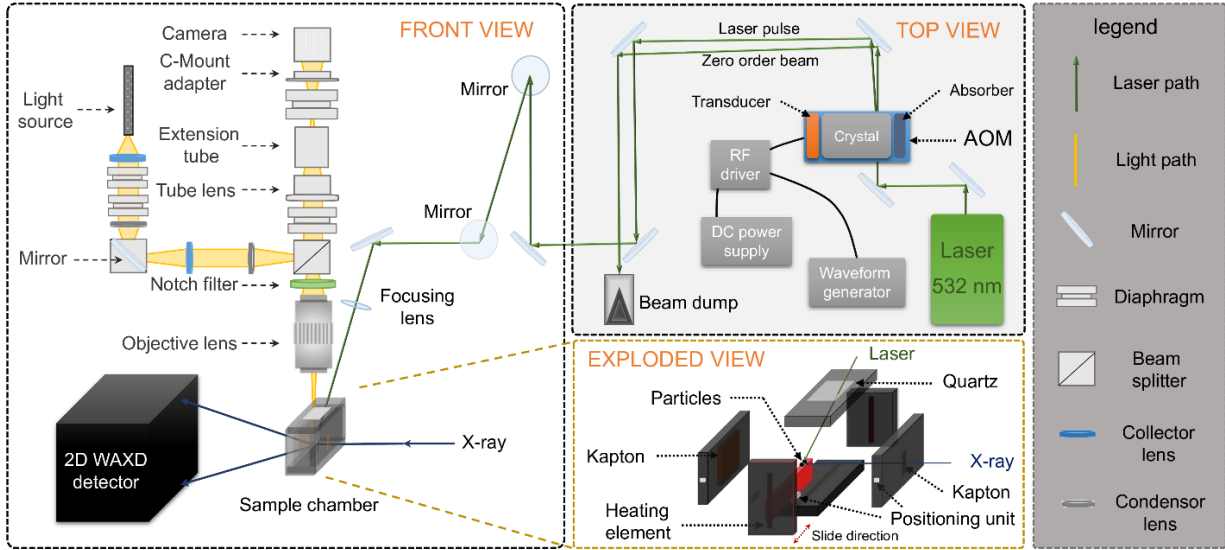 FRONT VIEW
Camera
C-Mount
adapter
Light
source
Extension
tube
Tube lens
Mirror
Notch filter
Objective lens
Mirror
Mirror
Focusing
lens
2D WAXD
detector
X-ray
Sample chamber
TOP VIEW
Laser pulse
Zero order beam
Transducer
Absorber
Crystal
AOM
RF
driver
DC power
supply
Waveform
generator
Laser
532 nm
Beam dump
EXPLODED VIEW
Laser
Quartz
Particles
Kapton
X-ray
Kapton
Heating
element
Positioning unit
Slide direction
legend
Laser path
Light path
Mirror
Diaphragm
Beam
splitter
Collector
lens
Condensor
lens